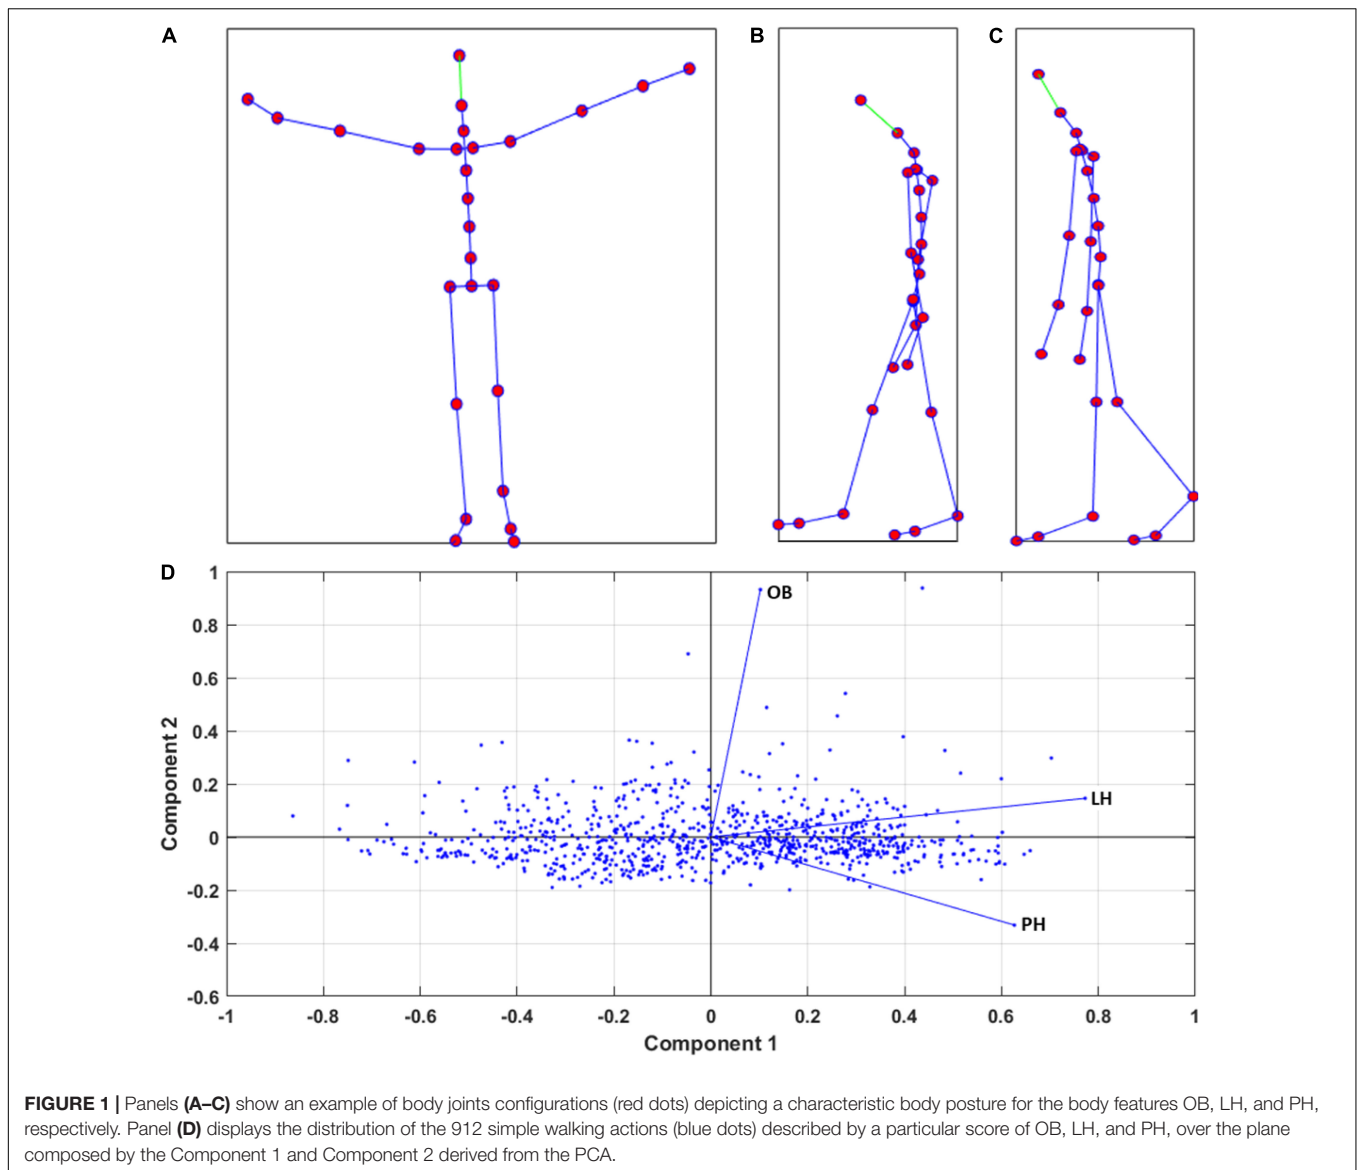 A
B
C
D
OB
LH
PH
1
0.8
0.6
0.4
0.2
0
-0.2
-0.4
-0.6
Component 2
-1 -0.8 -0.6 -0.4 -0.2 0 0.2 0.4 0.6 0.8 1
Component 1
FIGURE 1 | Panels (A–C) show an example of body joints configurations (red dots) depicting a characteristic body posture for the body features OB, LH, and PH,
respectively. Panel (D) displays the distribution of the 912 simple walking actions (blue dots) described by a particular score of OB, LH, and PH, over the plane
composed by the Component 1 and Component 2 derived from the PCA.